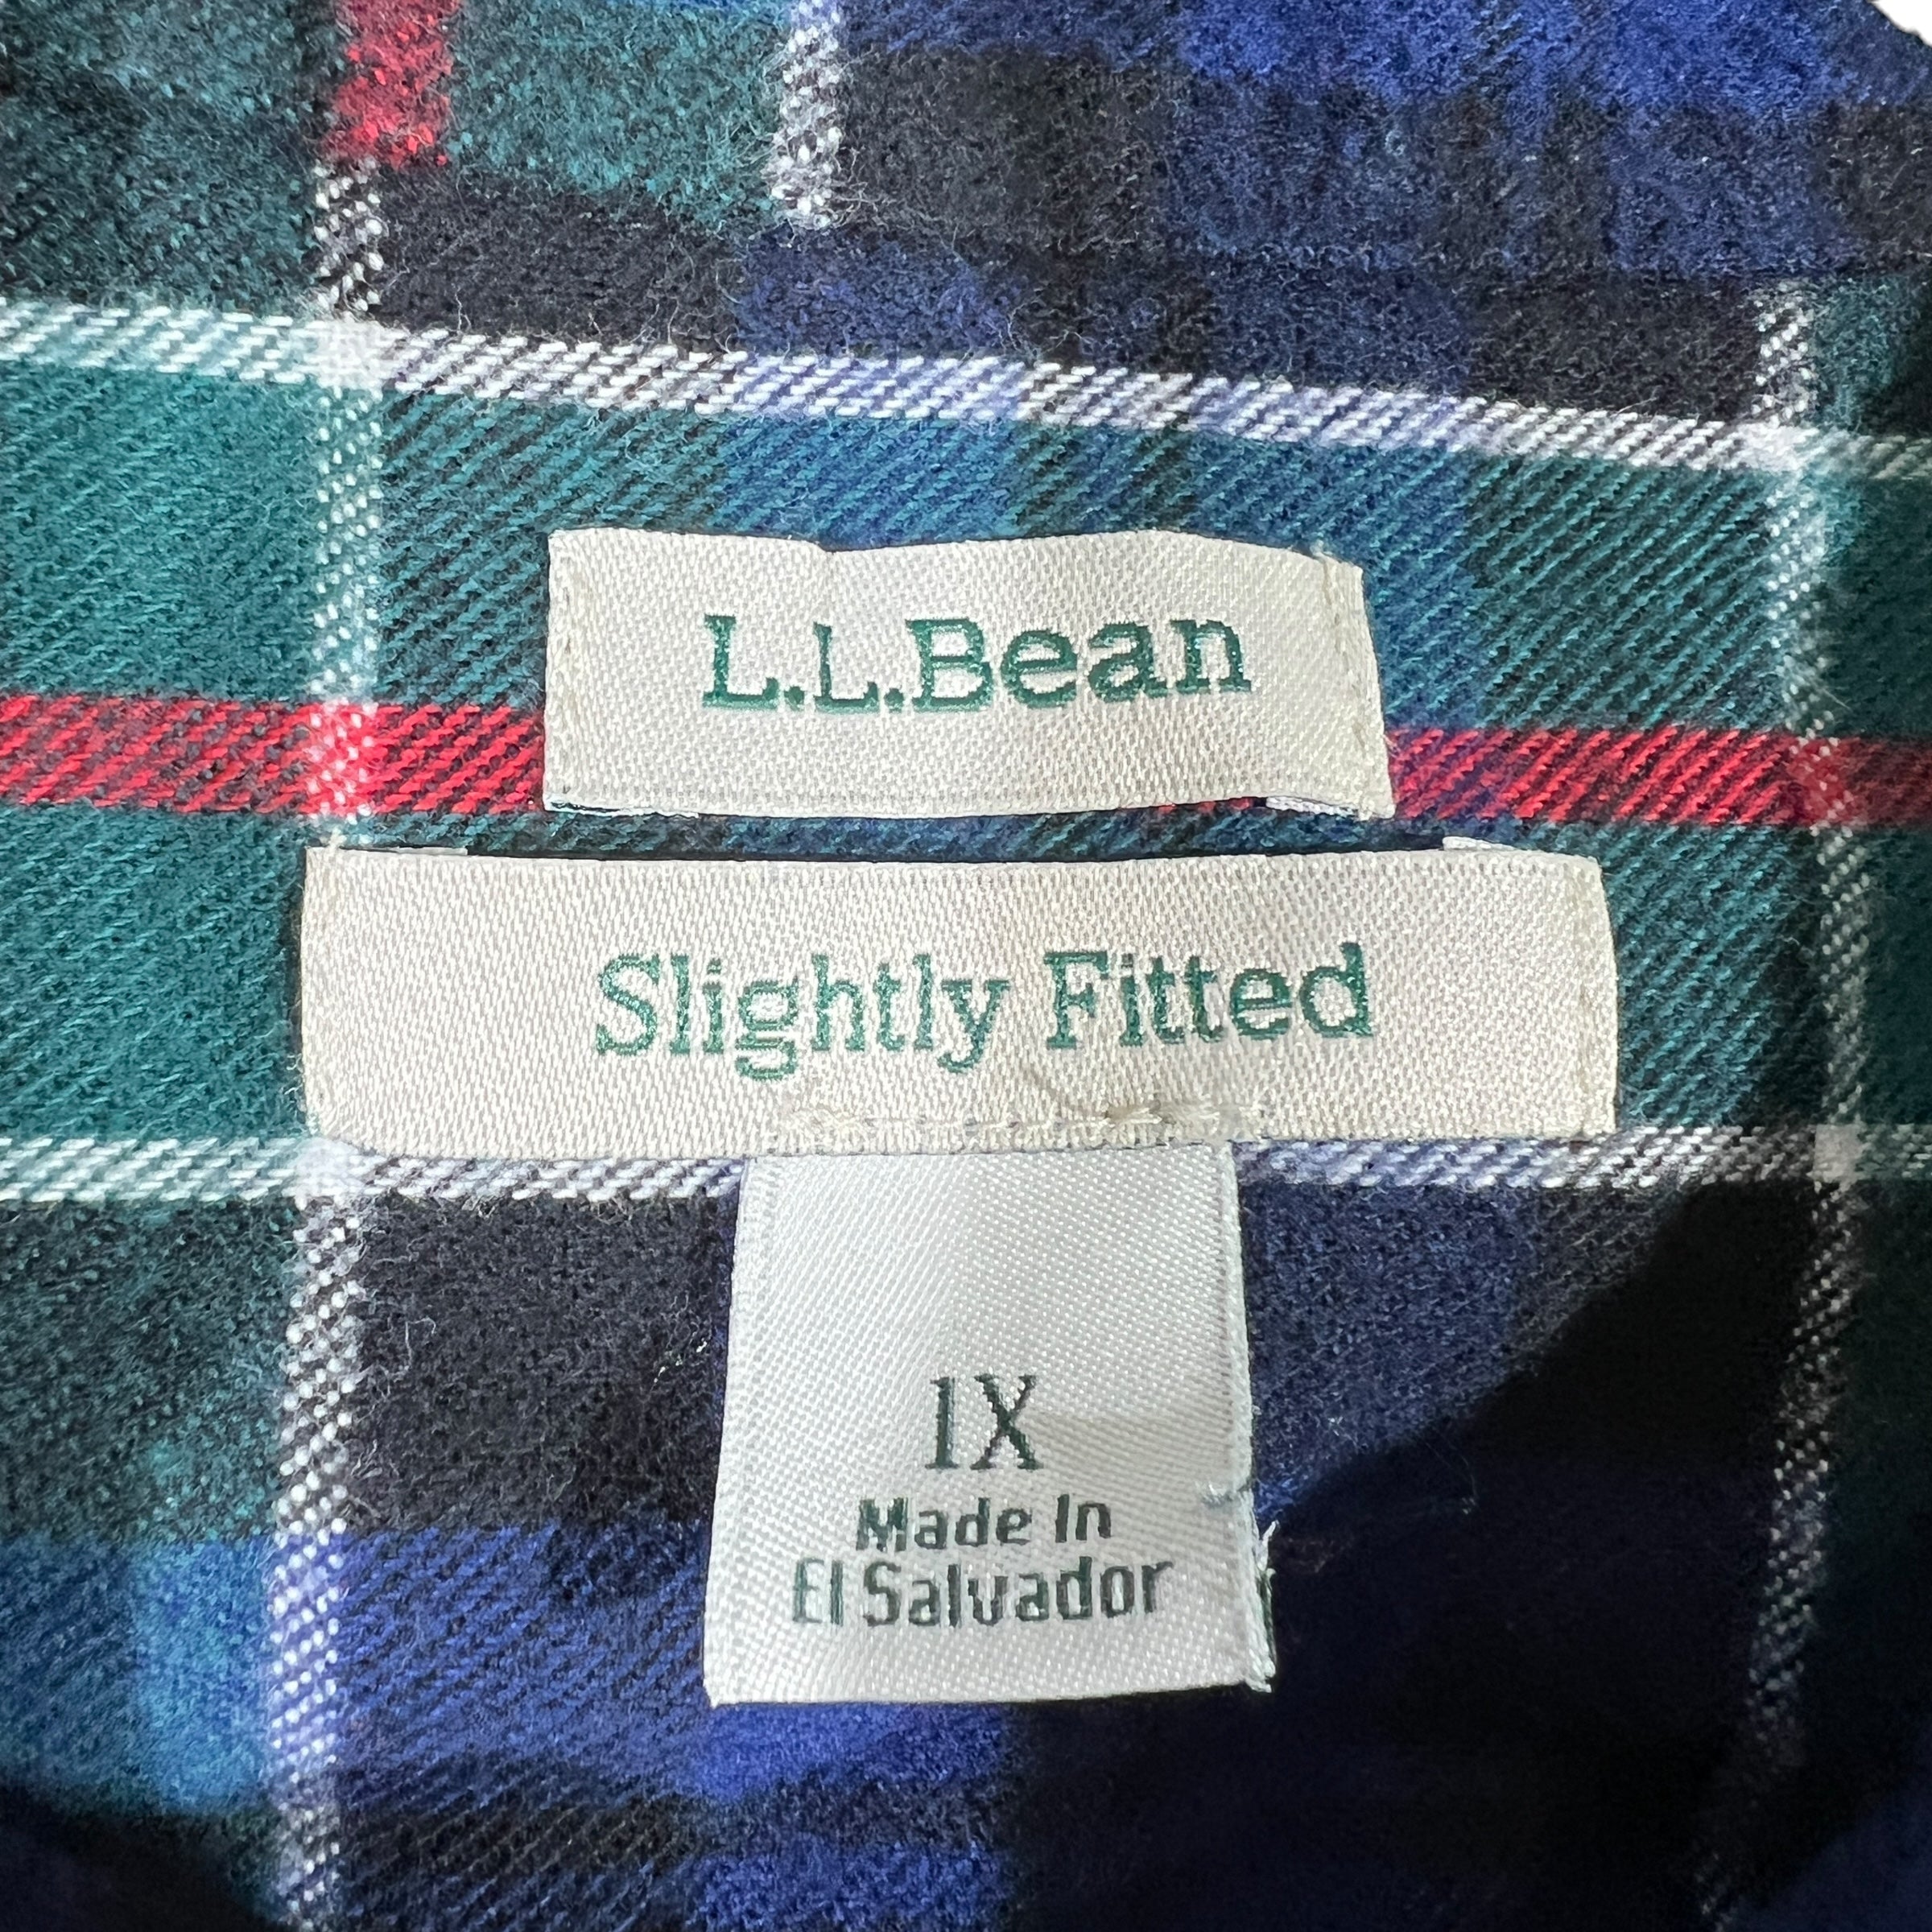 L.L.Bean
Slightly Fitted
1X
Made In
El Salvador